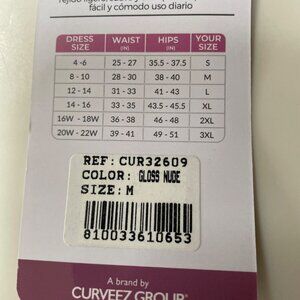 Tejido ligero, suave y
fácil y cómodo uso diario
DRESS SIZE WAIST (IN) HIPS (IN) YOUR SIZE
4 -6 25 - 27 35.5 - 37.5 S
8 - 10 28 - 30 38 - 40 M
12 - 14 31 - 33 41 - 43 L
14 - 16 33 - 35 43.5 - 45.5 XL
16W - 18W 36 - 38 46 - 48 2XL
20W - 22W 39 - 41 49 - 51 3XL
REF: CUR32609
COLOR: GLOSS NUDE
SIZE: M
810033610653
A brand by
CURVEEZ GROUP